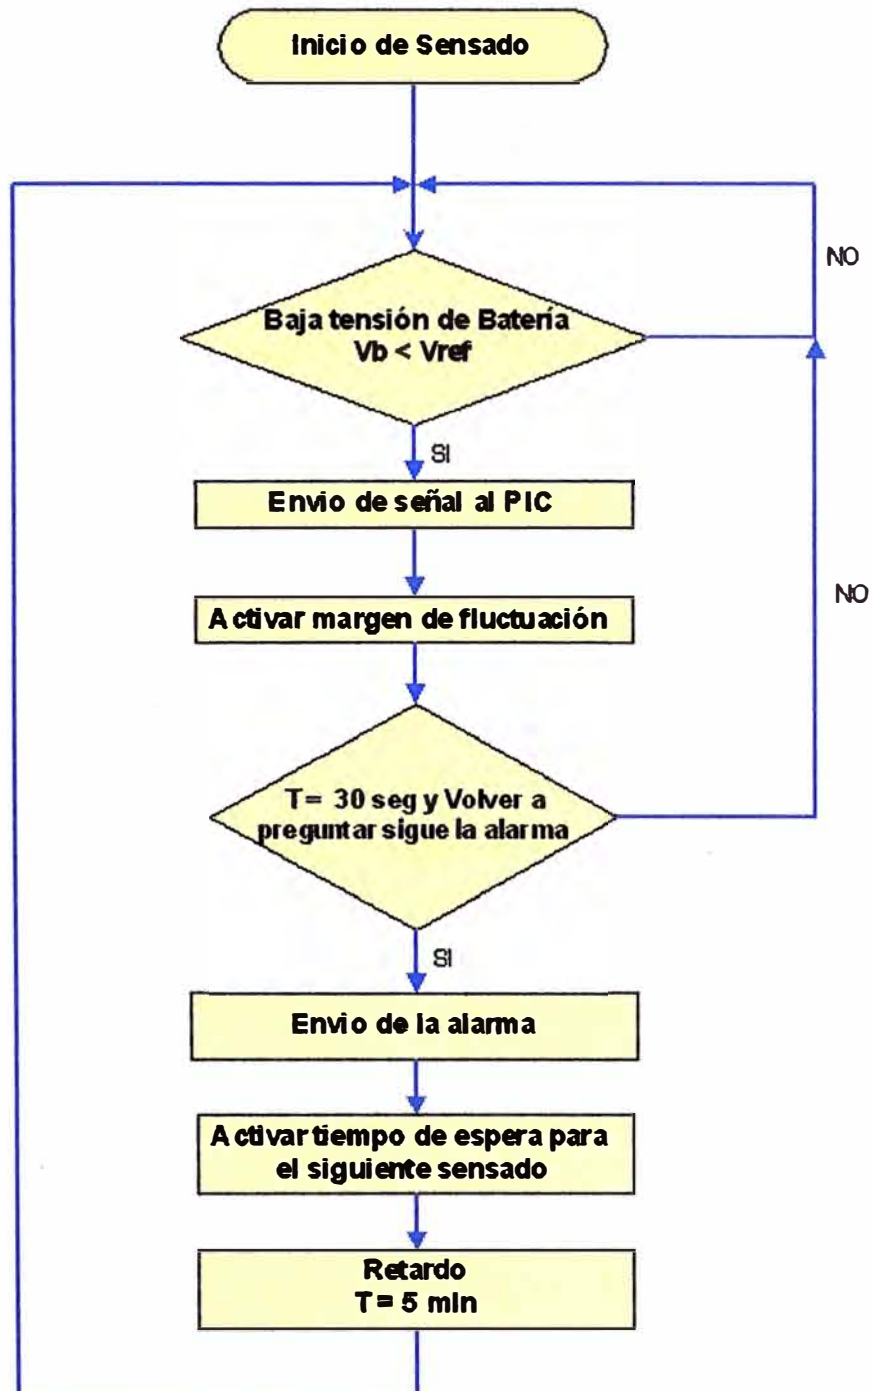 Inicio de Sensado
NO
Baja tensión de Batería
Vb < Vref
SI
Envio de señal al PIC
Activar margen de fluctuación
NO
T= 30 seg y Volver a
preguntar sigue la alarma
SI
Envio de la alarma
Activar tiempo de espera para
el siguiente sensado
Retardo
T= 5 min